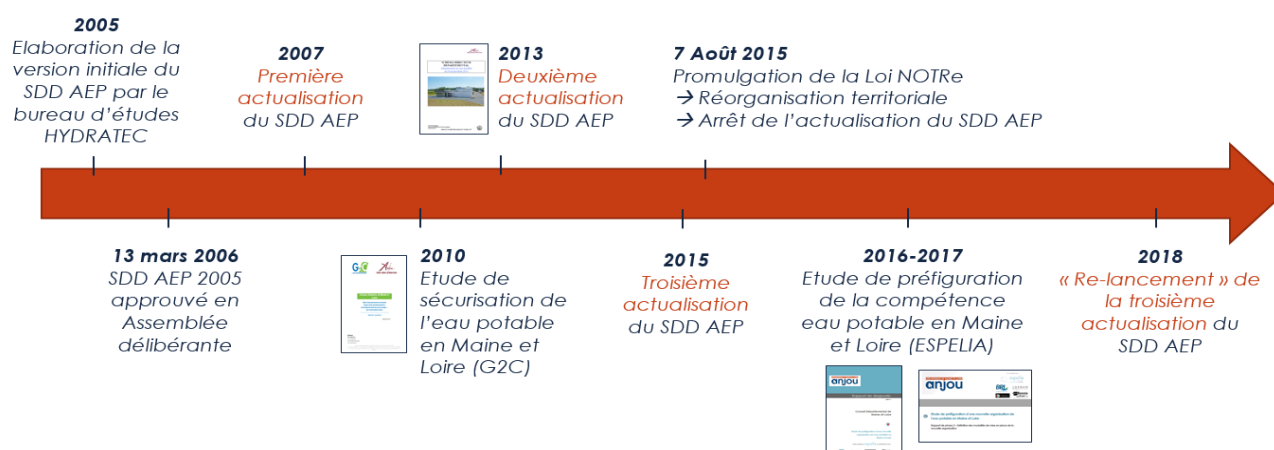 2005
Elaboration de la
version initiale du
SDD AEP par le
bureau d'études
HYDRATEC
2007
Première
actualisation
du SDD AEP
2013
Deuxième
actualisation
du SDD AEP
7 Août 2015
Promulgation de la Loi NOTRe
→ Réorganisation territoriale
→ Arrêt de l'actualisation du SDD AEP
13 mars 2006
SDD AEP 2005
approuvé en
Assemblée
délibérante
G2C
2010
Etude de
sécurisation de
l'eau potable
en Maine et
Loire (G2C)
2015
Troisième
actualisation
du SDD AEP
2016-2017
Etude de préfiguration
de la compétence
eau potable en Maine
et Loire (ESPELIA)
anjou
anjou
2018
« Re-lancement » de
la troisième
actualisation du
SDD AEP